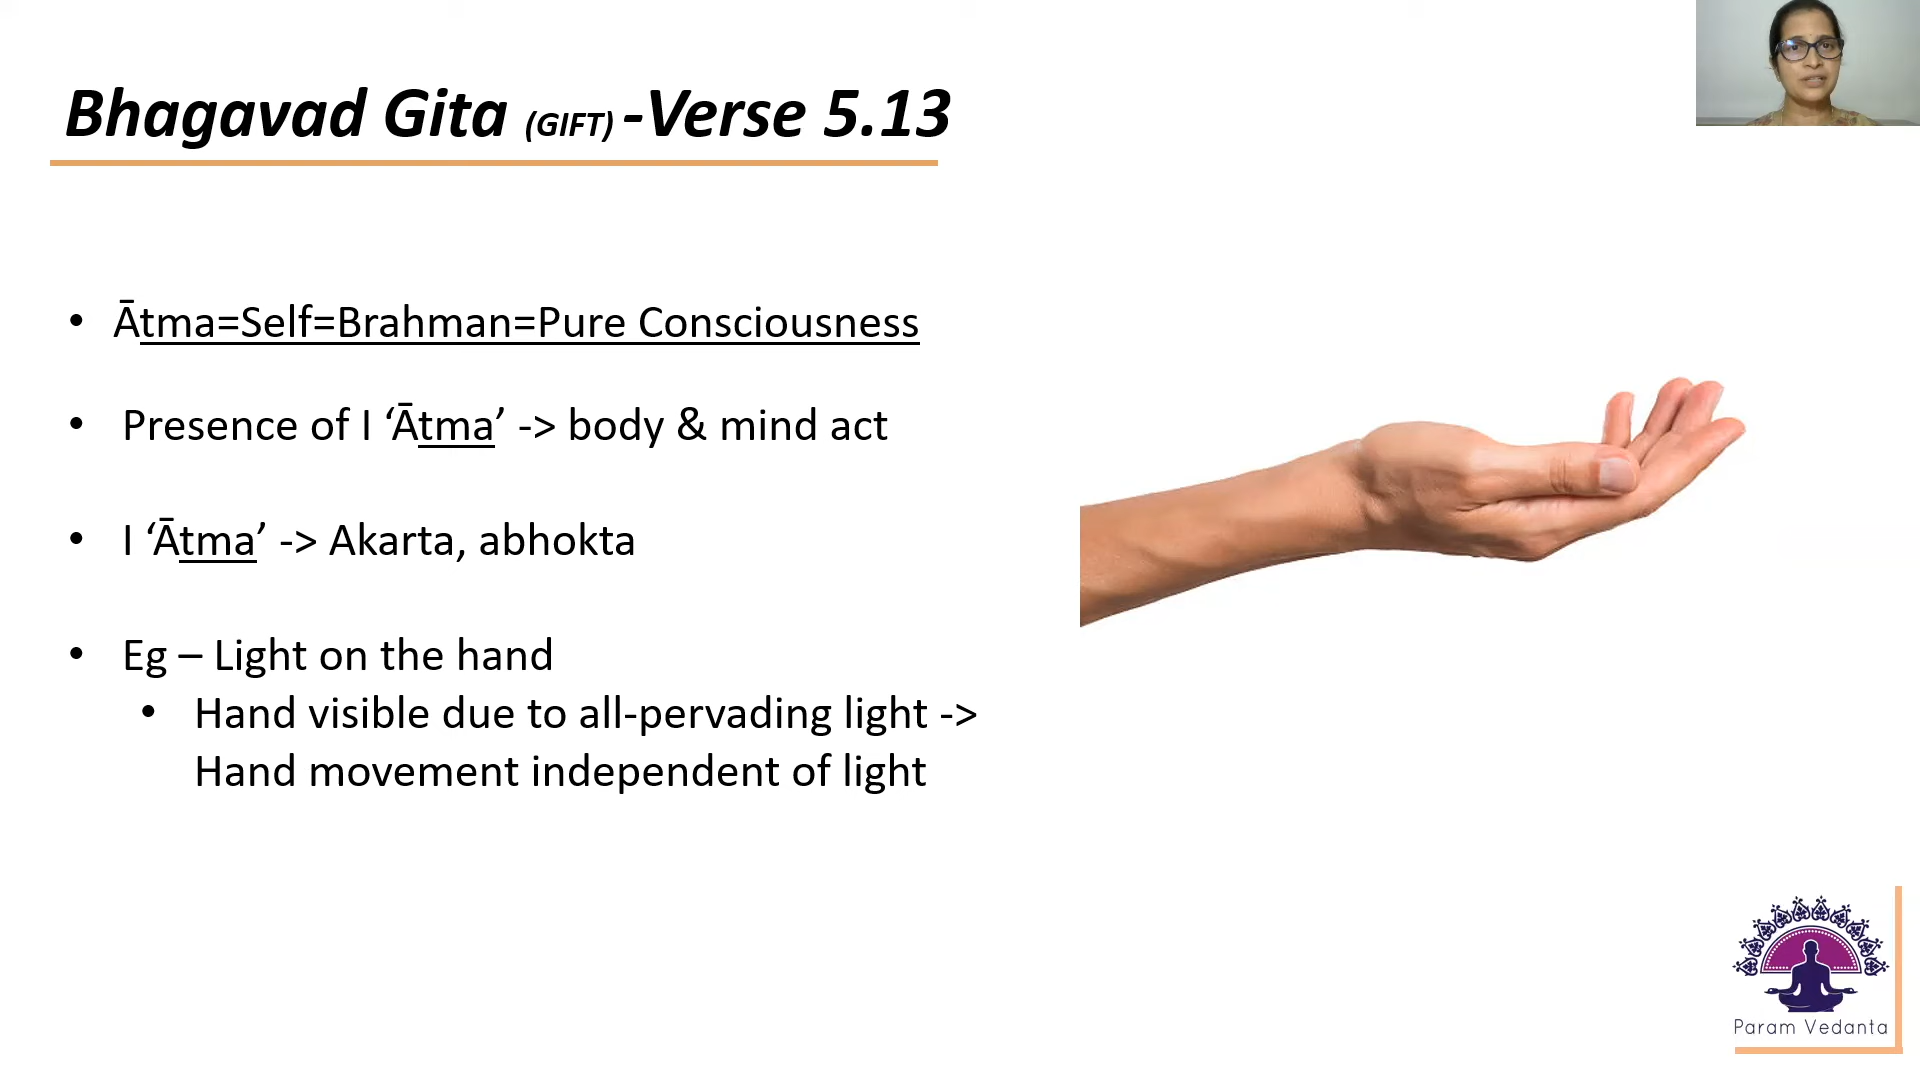 Bhagavad Gita (GIFT) -Verse 5.13
• Ātma=Self=Brahman=Pure Consciousness
• Presence of I ‘Ātma’ -> body & mind act
• I ‘Ātma’ -> Akarta, abhokta
• Eg – Light on the hand
• Hand visible due to all-pervading light ->
Hand movement independent of light
Param Vedanta